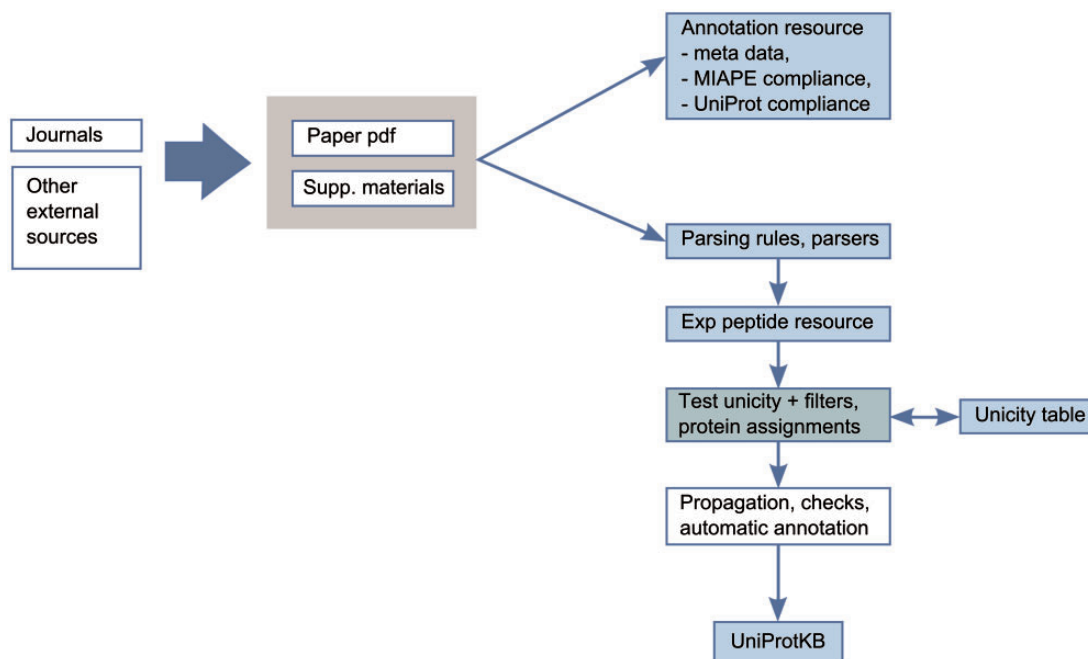 Journals
Other
external
sources
Paper pdf
Supp. materials
Annotation resource
- meta data,
- MIAPE compliance,
- UniProt compliance
Parsing rules, parsers
Exp peptide resource
Test unicity + filters,
protein assignments
Unicity table
Propagation, checks,
automatic annotation
UniProtKB